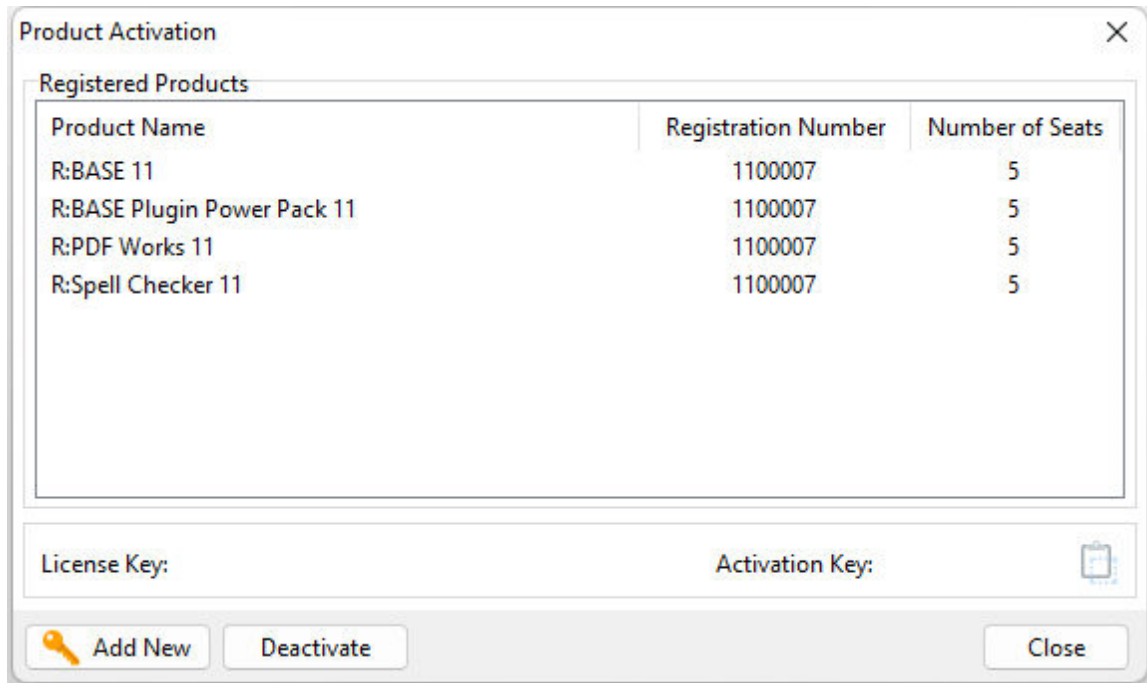 Product Activation
Registered Products
Product Name Registration Number Number of Seats
R:BASE 11 1100007 5
R:BASE Plugin Power Pack 11 1100007 5
R:PDF Works 11 1100007 5
R:Spell Checker 11 1100007 5
License Key: Activation Key:
Add New Deactivate Close